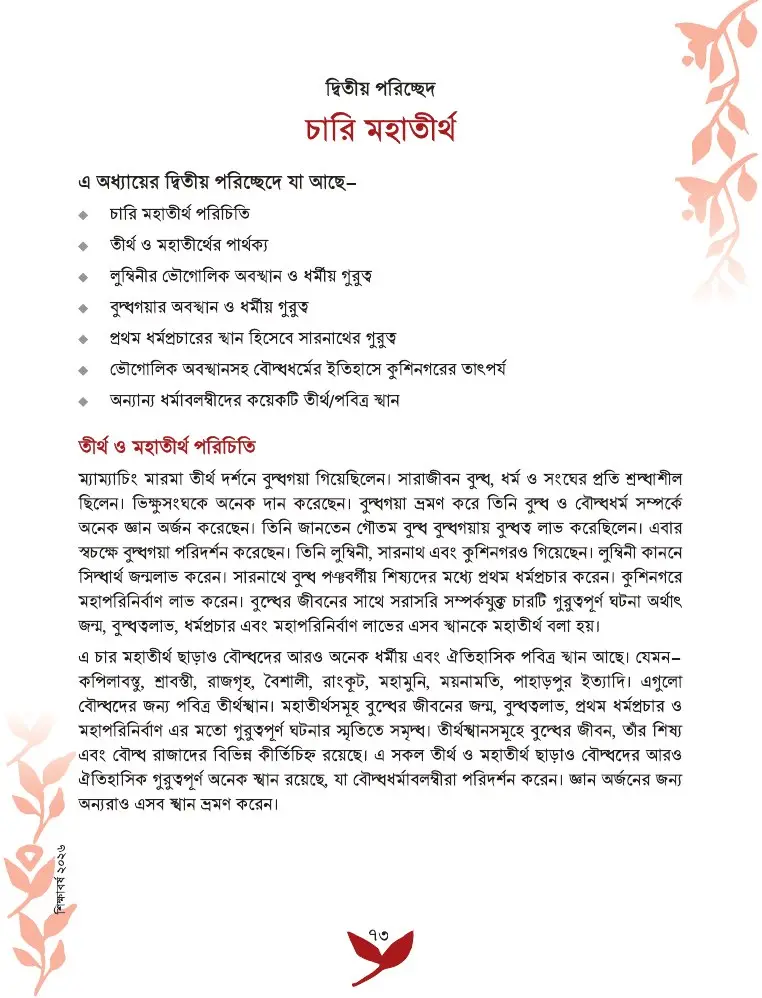 দ্বিতীয় পরিচ্ছেদ
চারি মহাতীর্থ
এ অধ্যায়ের দ্বিতীয় পরিচ্ছেদে যা আছে–
◆ চারি মহাতীর্থ পরিচিতি
◆ তীর্থ ও মহাতীর্থের পার্থক্য
◆ লুম্বিনীর ভৌগোলিক অবস্থান ও ধর্মীয় গুরুত্ব
◆ বুদ্ধগয়ার অবস্থান ও ধর্মীয় গুরুত্ব
◆ প্রথম ধর্মপ্রচারের স্থান হিসেবে সারনাথের গুরুত্ব
◆ ভৌগোলিক অবস্থানসহ বৌদ্ধধর্মের ইতিহাসে কুশিনগরের তাৎপর্য
◆ অন্যান্য ধর্মাবলম্বীদের কয়েকটি তীর্থ/পবিত্র স্থান
তীর্থ ও মহাতীর্থ পরিচিতি
ম্যাম্যাচিং মারমা তীর্থ দর্শনে বুদ্ধগয়া গিয়েছিলেন। সারাজীবন বুদ্ধ, ধর্ম ও সংঘের প্রতি শ্রদ্ধাশীল
ছিলেন। ভিক্ষুসংঘকে অনেক দান করেছেন। বুদ্ধগয়া ভ্রমণ করে তিনি বুদ্ধ ও বৌদ্ধধর্ম সম্পর্কে
অনেক জ্ঞান অর্জন করেছেন। তিনি জানতেন গৌতম বুদ্ধ বুদ্ধগয়ায় বুদ্ধত্ব লাভ করেছিলেন। এবার
স্বচক্ষে বুদ্ধগয়া পরিদর্শন করেছেন। তিনি লুম্বিনী, সারনাথ এবং কুশিনগরও গিয়েছেন। লুম্বিনী কাননে
সিদ্ধার্থ জন্মলাভ করেন। সারনাথে বুদ্ধ পঞ্চবর্গীয় শিষ্যদের মধ্যে প্রথম ধর্মপ্রচার করেন। কুশিনগরে
মহাপরিনির্বাণ লাভ করেন। বুদ্ধের জীবনের সাথে সরাসরি সম্পর্কযুক্ত চারটি গুরুত্বপূর্ণ ঘটনা অর্থাৎ
জন্ম, বুদ্ধত্বলাভ, ধর্মপ্রচার এবং মহাপরিনির্বাণ লাভের এসব স্থানকে মহাতীর্থ বলা হয়।
এ চার মহাতীর্থ ছাড়াও বৌদ্ধদের আরও অনেক ধর্মীয় এবং ঐতিহাসিক পবিত্র স্থান আছে। যেমন–
কপিলাবস্তু, শ্রাবস্তী, রাজগৃহ, বৈশালী, রাংকূট, মহামুনি, ময়নামতি, পাহাড়পুর ইত্যাদি। এগুলো
বৌদ্ধদের জন্য পবিত্র তীর্থস্থান। মহাতীর্থসমূহ বুদ্ধের জীবনের জন্ম, বুদ্ধত্বলাভ, প্রথম ধর্মপ্রচার ও
মহাপরিনির্বাণ এর মতো গুরুত্বপূর্ণ ঘটনার স্মৃতিতে সমৃদ্ধ। তীর্থস্থানসমূহে বুদ্ধের জীবন, তাঁর শিষ্য
এবং বৌদ্ধ রাজাদের বিভিন্ন কীর্তিচিহ্ন রয়েছে। এ সকল তীর্থ ও মহাতীর্থ ছাড়াও বৌদ্ধদের আরও
ঐতিহাসিক গুরুত্বপূর্ণ অনেক স্থান রয়েছে, যা বৌদ্ধধর্মাবলম্বীরা পরিদর্শন করেন। জ্ঞান অর্জনের জন্য
অন্যরাও এসব স্থান ভ্রমণ করেন।
শিক্ষাবর্ষ ২০২৬
৭৩